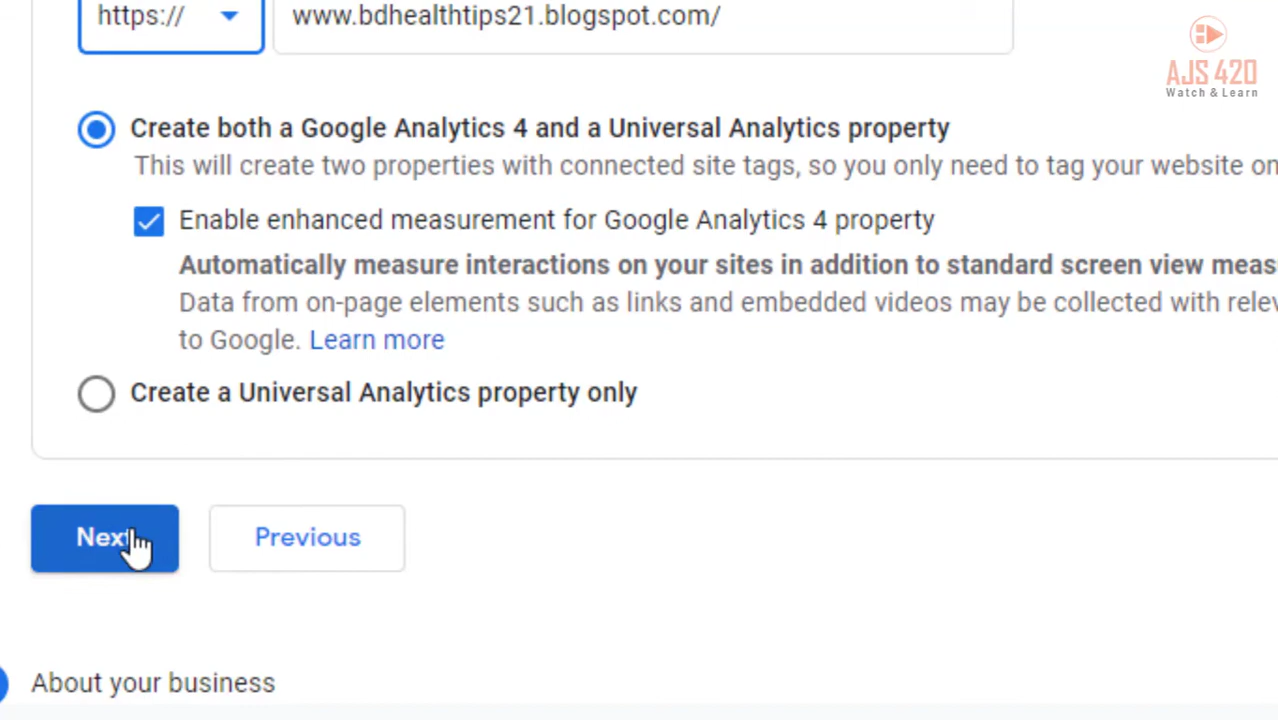 https://
www.bdhealthtips21.blogspot.com/
AJS 420
Watch & Learn
Create both a Google Analytics 4 and a Universal Analytics property
This will create two properties with connected site tags, so you only need to tag your website on
Enable enhanced measurement for Google Analytics 4 property
Automatically measure interactions on your sites in addition to standard screen view meas
Data from on-page elements such as links and embedded videos may be collected with relev
to Google. Learn more
Create a Universal Analytics property only
Next
Previous
About your business